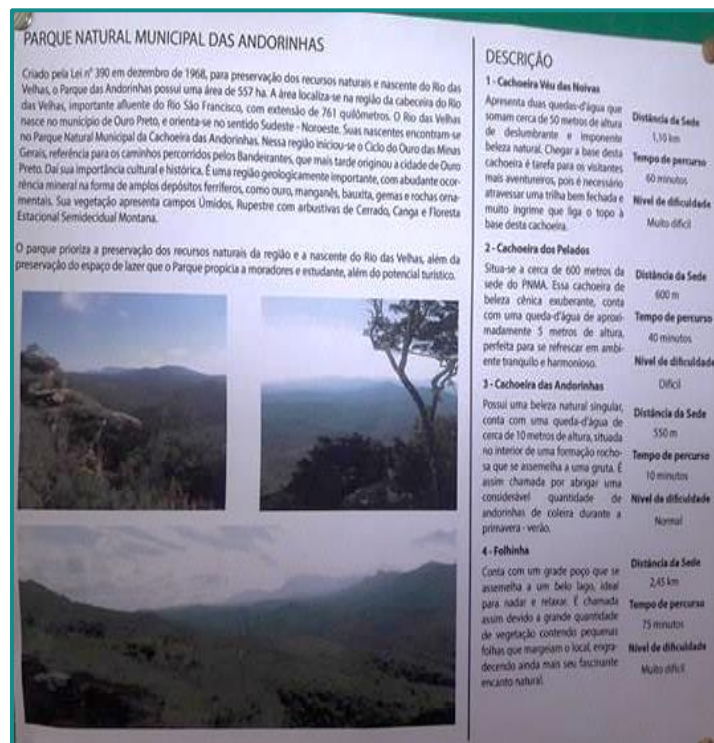 PARQUE NATURAL MUNICIPAL DAS ANDORINHAS
Criado pela Lei nº 390 em dezembro de 1968, para preservação dos recursos naturais e nascente do Rio das
Velhas, o Parque das Andorinhas possui uma área de 557 ha. A área localiza-se na região da cabeceira do Rio
das Velhas, importante afluente do Rio São Francisco, com extensão de 761 quilômetros. O Rio das Velhas
nasce no município de Ouro Preto, e orienta-se no sentido Sudeste - Noroeste. Suas nascentes encontram-se
no Parque Natural Municipal da Cachoeira das Andorinhas. Nessa região iniciou-se o Ciclo do Ouro das Minas
Gerais, referência para os caminhos percorridos pelos Bandeirantes, que mais tarde originou a cidade de Ouro
Preto. Daí sua importância cultural e histórica. É uma região geologicamente importante, com abudante ocor-
rência mineral na forma de amplos depósitos ferríferos, como ouro, manganês, bauxita, gemas e rochas orna-
mentais. Sua vegetação apresenta campos Úmidos, Rupestre com arbustivas de Cerrado, Canga e Floresta
Estacional Semidecidual Montana.
O parque prioriza a preservação dos recursos naturais da região e a nascente do Rio das Velhas, além da
preservação do espaço de lazer que o Parque propicia a moradores e estudante, além do potencial turístico.
DESCRIÇÃO
1 - Cachoeira Véu das Noivas
Apresenta duas quedas-d'água que
somam cerca de 50 metros de altura
de deslumbrante e imponente
beleza natural. Chegar a base desta
cachoeira é tarefa para os visitantes
mais aventureiros, pois é necessário
atravessar uma trilha bem fechada e
muito íngrime que liga o topo à
base desta cachoeira.
Distância da Sede
1,10 km
Tempo de percurso
60 minutos
Nível de dificuldade
Muito difícil
2 - Cachoeira dos Pelados
Situa-se a cerca de 600 metros da
sede do PNMA. Essa cachoeira de
beleza cênica exuberante, conta
com uma queda-d'água de aproxi-
madamente 5 metros de altura,
perfeita para se refrescar em ambi-
ente tranquilo e harmonioso.
Distância da Sede
600 m
Tempo de percurso
40 minutos
Nível de dificuldade
Difícil
3 - Cachoeira das Andorinhas
Possui uma beleza natural singular,
conta com uma queda-d'água de
cerca de 10 metros de altura, situada
no interior de uma formação rocho-
sa que se assemelha a uma gruta. É
assim chamada por abrigar uma
considerável quantidade de
andorinhas de coleira durante a
primavera - verão.
Distância da Sede
550 m
Tempo de percurso
10 minutos
Nível de dificuldade
Normal
4 - Folhinha
Conta com um grade poço que se
assemelha a um belo lago, ideal
para nadar e relaxar. É chamada
assim devido a grande quantidade
de vegetação contendo pequenas
folhas que margeiam o local, engra-
decendo ainda mais seu fascinante
encanto natural.
Distância da Sede
2,45 km
Tempo de percurso
75 minutos
Nível de dificuldade
Muito difícil